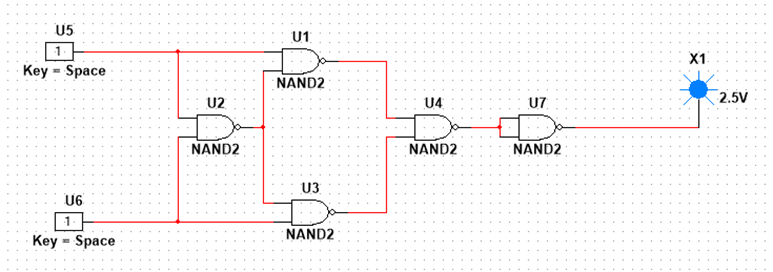 U5
1
Key = Space
U1
NAND2
U2
NAND2
U3
NAND2
U6
1
Key = Space
U4
NAND2
U7
NAND2
X1
2.5V